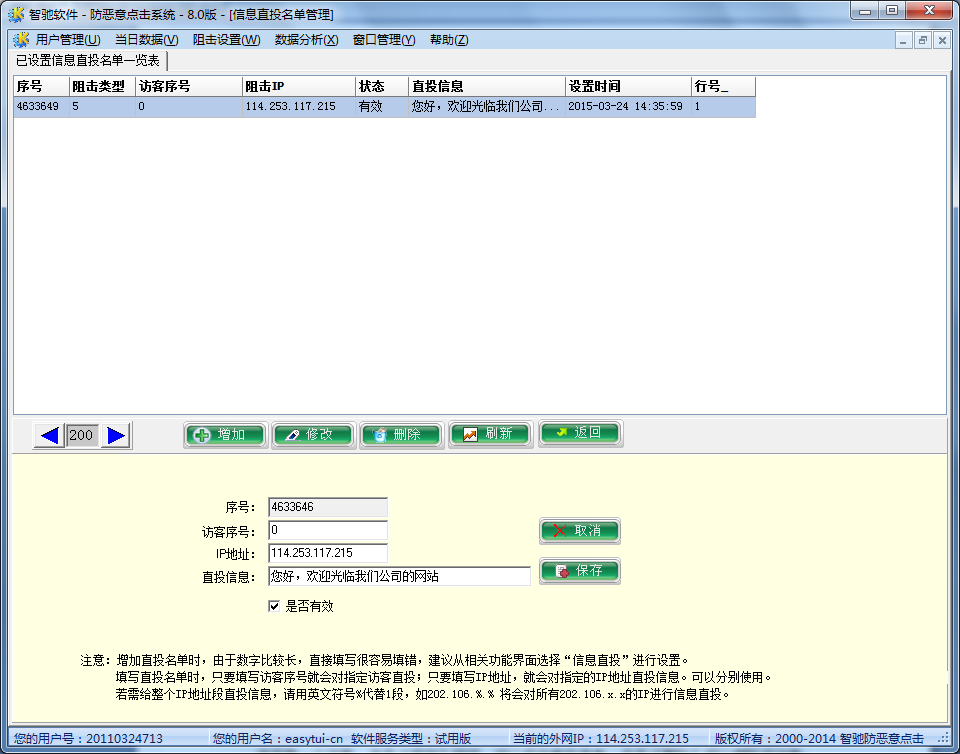 智驰软件 - 防恶意点击系统 - 8.0版 - [信息直投名单管理]
用户管理(U) 当日数据(V) 阻击设置(W) 数据分析(X) 窗口管理(Y) 帮助(Z)
已设置信息直投名单一览表
序号 阻击类型 访客序号 阻击IP 状态 直投信息 设置时间 行号_
4633649 5 0 114.253.117.215 有效 您好，欢迎光临我们公司... 2015-03-24 14:35:59 1
200 增加 修改 删除 刷新 返回
序号： 4633646
访客序号： 0 取消
IP地址： 114.253.117.215
直投信息： 您好，欢迎光临我们公司的网站 保存
是否有效
注意：增加直投名单时，由于数字比较长，直接填写很容易填错，建议从相关功能界面选择“信息直投”进行设置。
填写直投名单时，只要填写访客序号就会对指定访客直投；只要填写IP地址，就会对指定的IP地址直投信息。可以分别使用。
若需给整个IP地址段直投信息，请用英文符号%代替1段，如202.106.%.% 将会对所有202.106.x.x的IP进行信息直投。
您的用户号：20110324713 您的用户名：easytui-cn 软件服务类型：试用版 当前的外网IP：114.253.117.215 版权所有：2000-2014 智驰防恶意点击